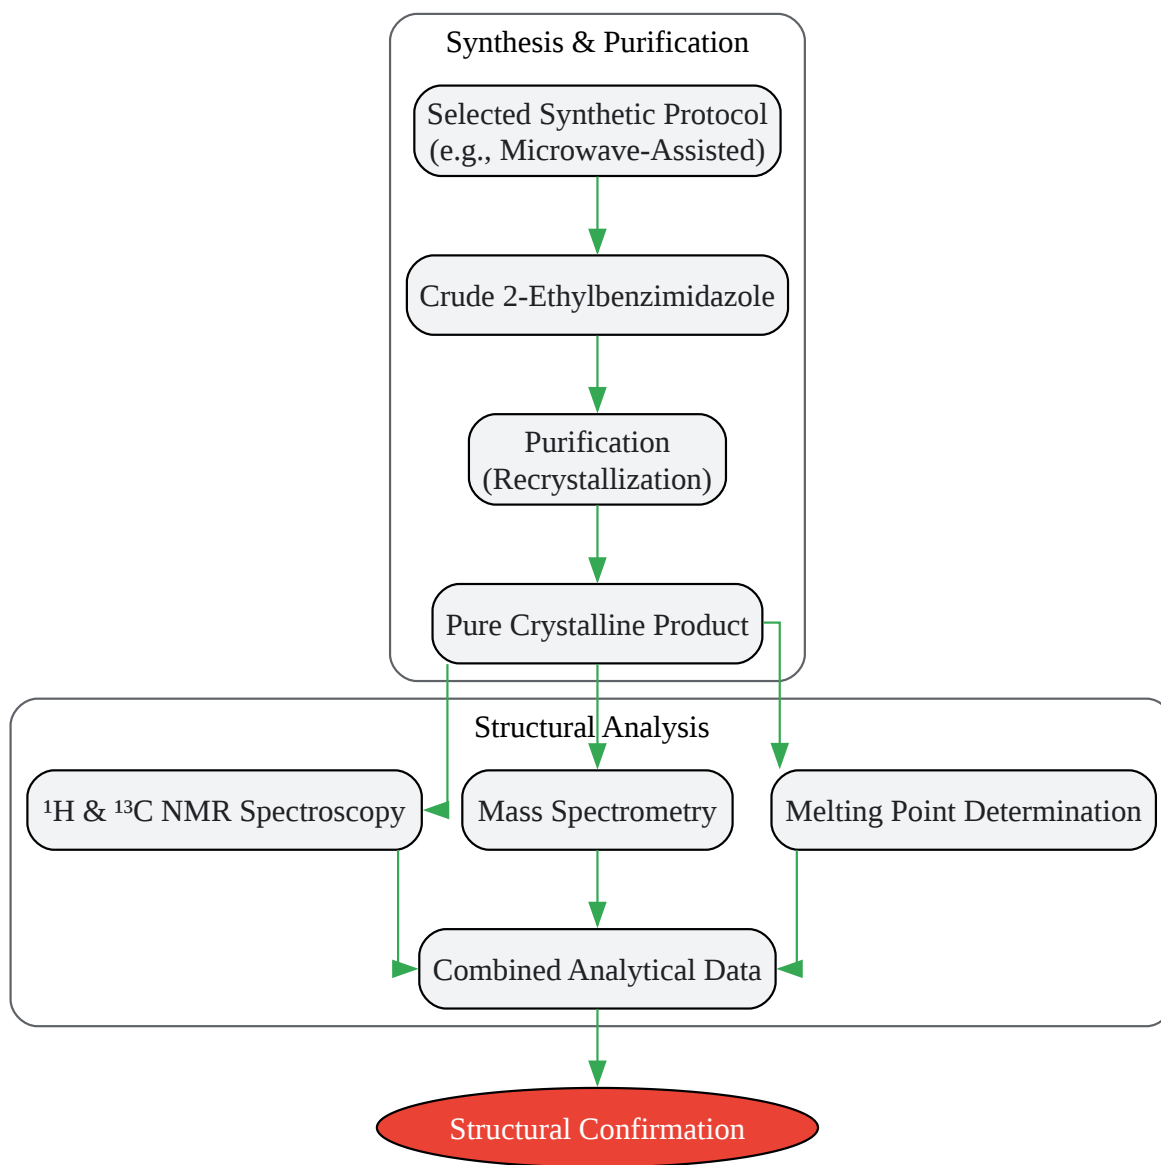 Synthesis & Purification
Selected Synthetic Protocol
(e.g., Microwave-Assisted)
Crude 2-Ethylbenzimidazole
Purification
(Recrystallization)
Pure Crystalline Product
Structural Analysis
¹H & ¹³C NMR Spectroscopy
Mass Spectrometry
Melting Point Determination
Combined Analytical Data
Structural Confirmation